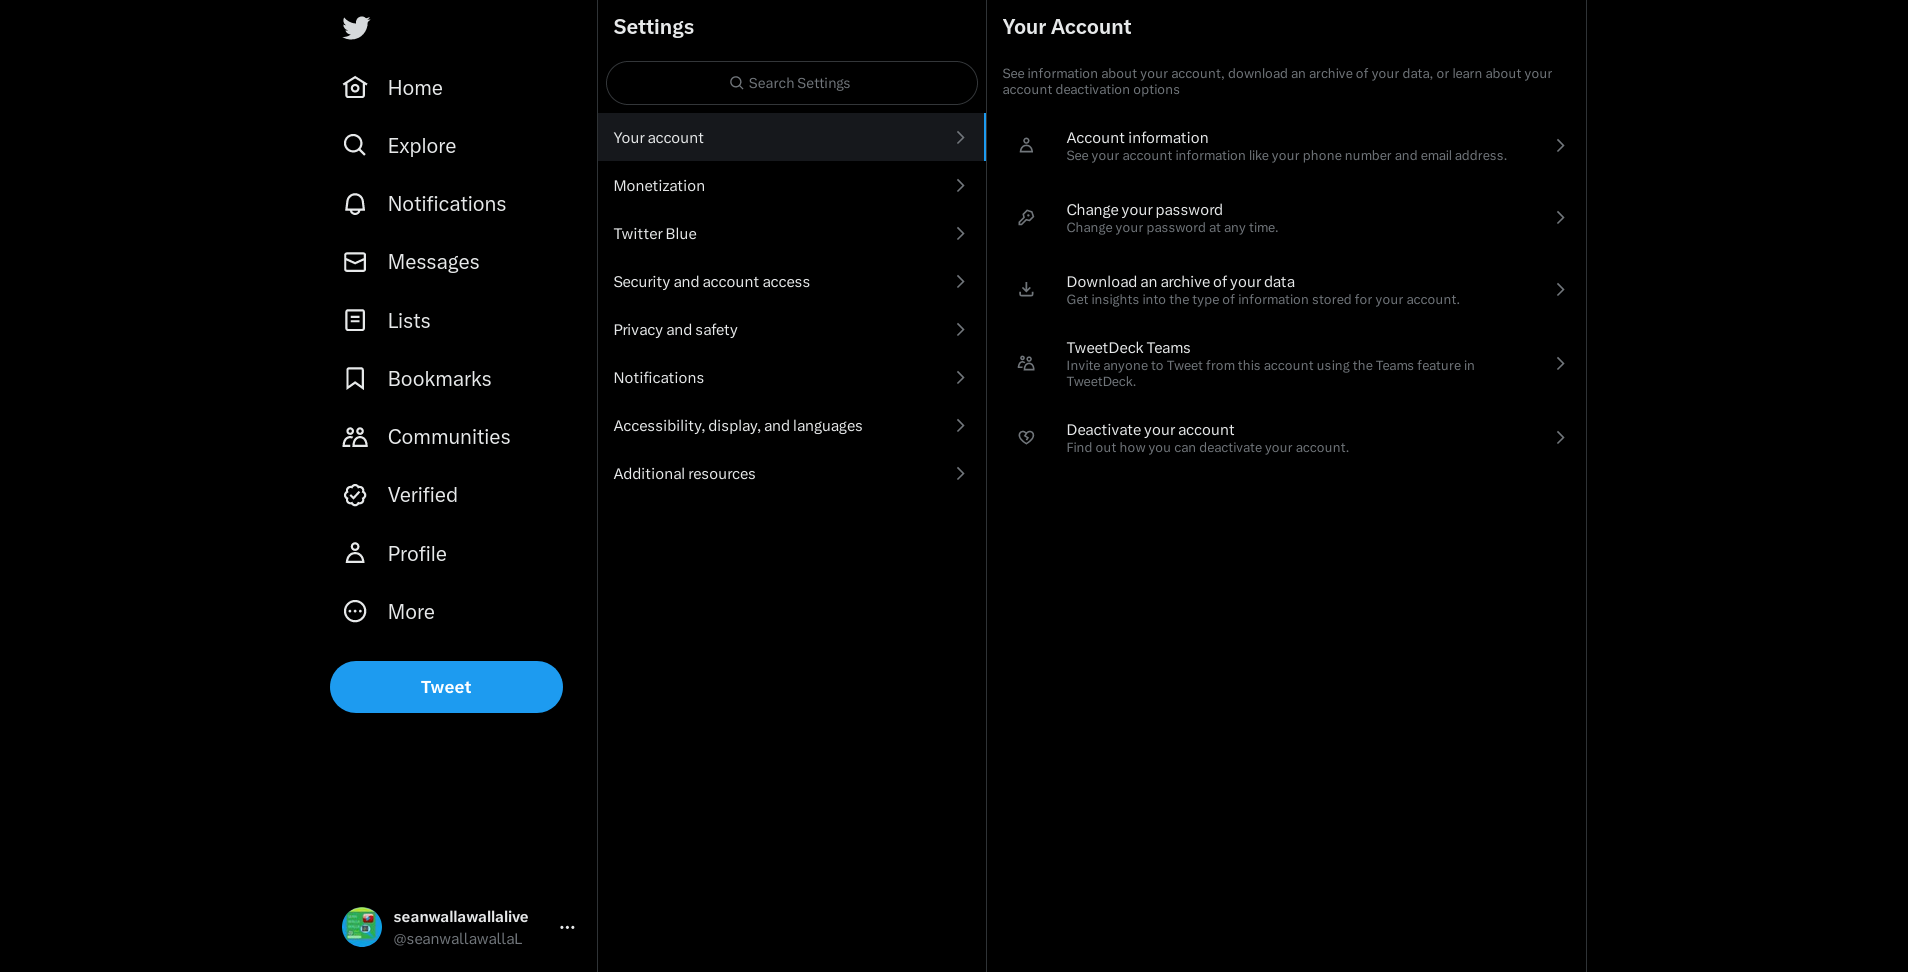 Home
Explore
Notifications
Messages
Lists
Bookmarks
Communities
Verified
Profile
More
Tweet
seanwallawallalive
@seanwallawallaL
Settings
Search Settings
Your account
Monetization
Twitter Blue
Security and account access
Privacy and safety
Notifications
Accessibility, display, and languages
Additional resources
Your Account
See information about your account, download an archive of your data, or learn about your
account deactivation options
Account information
See your account information like your phone number and email address.
Change your password
Change your password at any time.
Download an archive of your data
Get insights into the type of information stored for your account.
TweetDeck Teams
Invite anyone to Tweet from this account using the Teams feature in
TweetDeck.
Deactivate your account
Find out how you can deactivate your account.